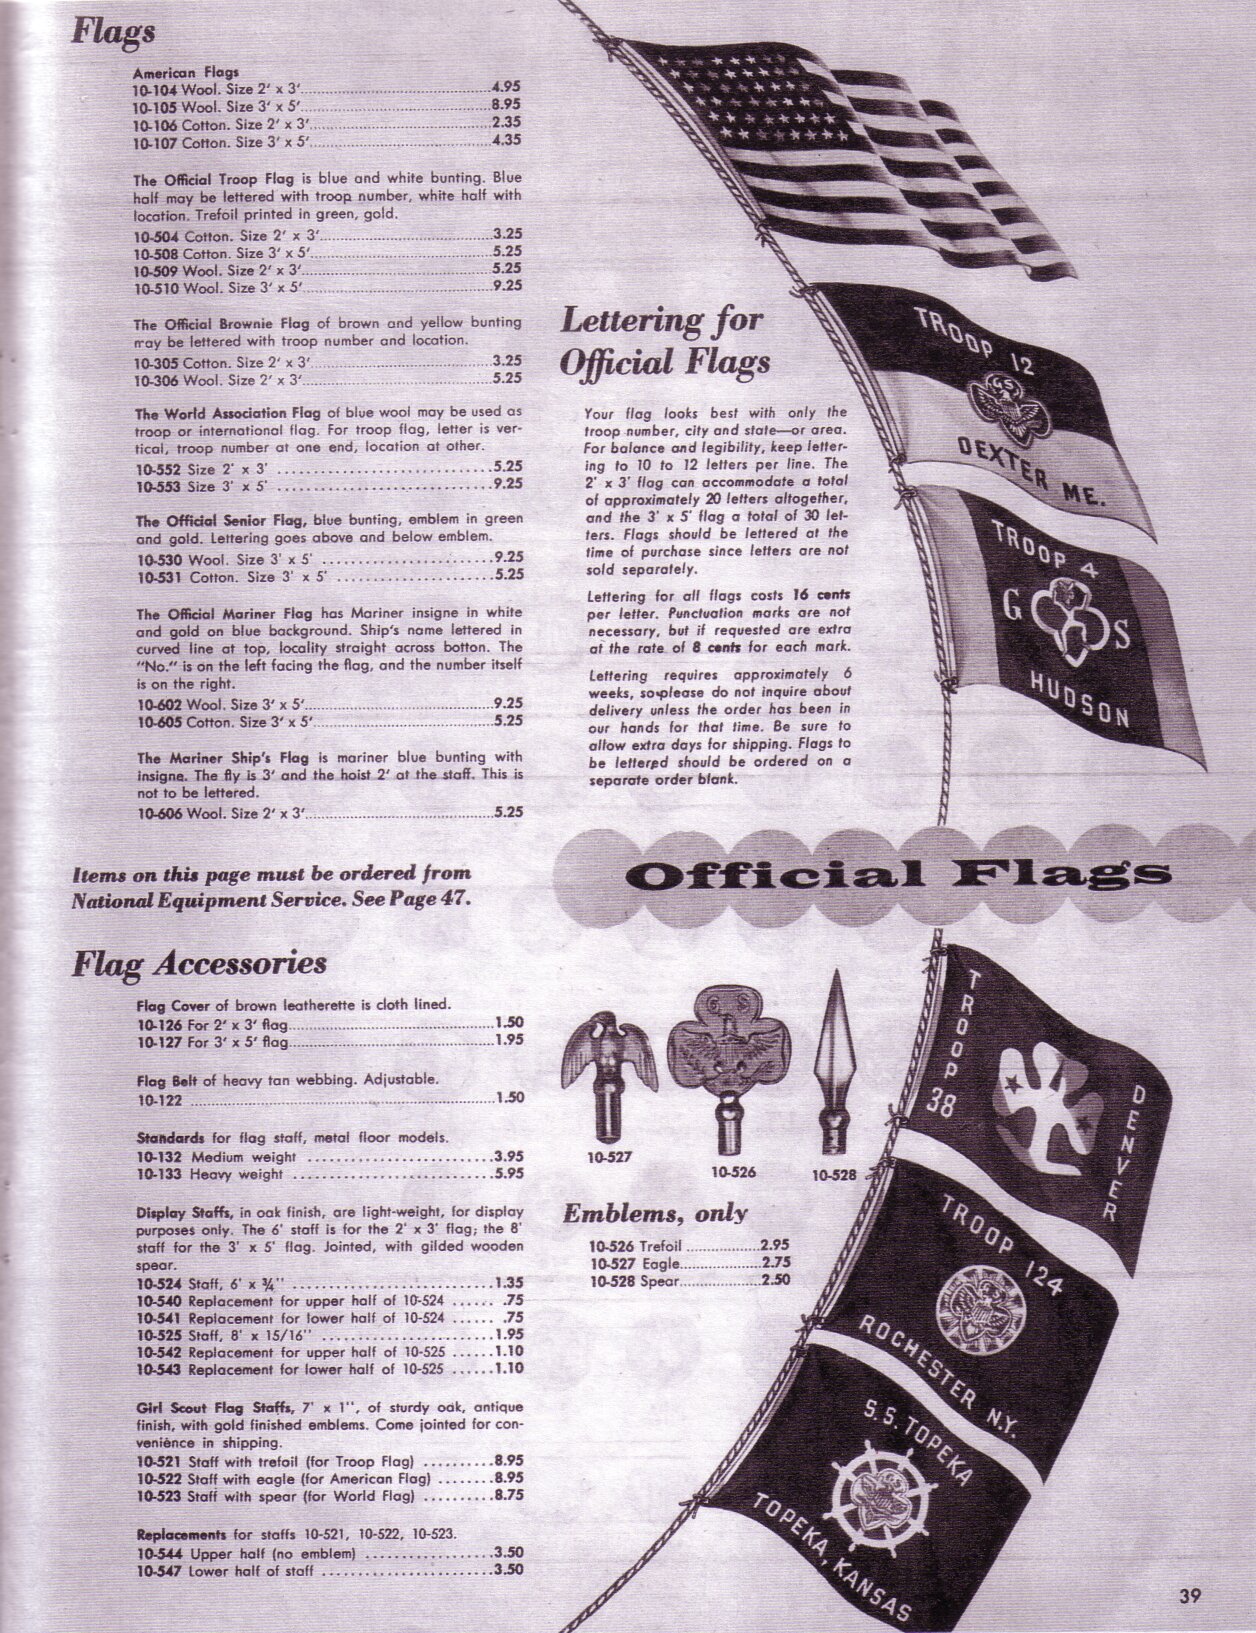 Flags
American Flags
10-104 Wool. Size 2' x 3'..........4.95
10-105 Wool. Size 3' x 5'..........8.95
10-106 Cotton. Size 2' x 3'..........2.35
10-107 Cotton. Size 3' x 5'..........4.35
The Official Troop Flag is blue and white bunting. Blue
half may be lettered with troop number, white half with
location. Trefoil printed in green, gold.
10-504 Cotton. Size 2' x 3'..........3.25
10-508 Cotton. Size 3' x 5'..........5.25
10-509 Wool. Size 2' x 3'..........5.25
10-510 Wool. Size 3' x 5'..........9.25
The Official Brownie Flag of brown and yellow bunting
may be lettered with troop number and location.
10-305 Cotton. Size 2' x 3'..........3.25
10-306 Wool. Size 2' x 3'..........5.25
The World Association Flag of blue wool may be used as
troop or international flag. For troop flag, letter is ver-
tical, troop number at one end, location at other.
10-552 Size 2' x 3' ..........5.25
10-553 Size 3' x 5' ..........9.25
The Official Senior Flag, blue bunting, emblem in green
and gold. Lettering goes above and below emblem.
10-530 Wool. Size 3' x 5' ..........9.25
10-531 Cotton. Size 3' x 5' ..........5.25
The Official Mariner Flag has Mariner insigne in white
and gold on blue background. Ship's name lettered in
curved line at top, locality straight across botton. The
"No." is on the left facing the flag, and the number itself
is on the right.
10-602 Wool. Size 3' x 5'..........9.25
10-605 Cotton. Size 3' x 5'..........5.25
The Mariner Ship's Flag is mariner blue bunting with
insigne. The fly is 3' and the hoist 2' at the staff. This is
not to be lettered.
10-606 Wool. Size 2' x 3'..........5.25
Items on this page must be ordered from
National Equipment Service. See Page 47.
Flag Accessories
Flag Cover of brown leatherette is cloth lined.
10-126 For 2' x 3' flag..........1.50
10-127 For 3' x 5' flag..........1.95
Flag Belt of heavy tan webbing. Adjustable.
10-122 ..........1.50
Standards for flag staff, metal floor models.
10-132 Medium weight ..........3.95
10-133 Heavy weight ..........5.95
Display Staffs, in oak finish, are light-weight, for display
purposes only. The 6' staff is for the 2' x 3' flag; the 8'
staff for the 3' x 5' flag. Jointed, with gilded wooden
spear.
10-524 Staff, 6' x ¾" ..........1.35
10-540 Replacement for upper half of 10-524 ...... .75
10-541 Replacement for lower half of 10-524 ...... .75
10-525 Staff, 8' x 15/16" ..........1.95
10-542 Replacement for upper half of 10-525 ......1.10
10-543 Replacement for lower half of 10-525 ......1.10
Girl Scout Flag Staffs, 7' x 1", of sturdy oak, antique
finish, with gold finished emblems. Come jointed for con-
venience in shipping.
10-521 Staff with trefoil (for Troop Flag) ..........8.95
10-522 Staff with eagle (for American Flag) ........8.95
10-523 Staff with spear (for World Flag) ..........8.75
Replacements for staffs 10-521, 10-522, 10-523.
10-544 Upper half (no emblem) ..........3.50
10-547 Lower half of staff ..........3.50
Lettering for
Official Flags
Your flag looks best with only the
troop number, city and state—or area.
For balance and legibility, keep letter-
ing to 10 to 12 letters per line. The
2' x 3' flag can accommodate a total
of approximately 20 letters altogether,
and the 3' x 5' flag a total of 30 let-
ters. Flags should be lettered at the
time of purchase since letters are not
sold separately.
Lettering for all flags costs 16 cents
per letter. Punctuation marks are not
necessary, but if requested are extra
at the rate of 8 cents for each mark.
Lettering requires approximately 6
weeks, so please do not inquire about
delivery unless the order has been in
our hands for that time. Be sure to
allow extra days for shipping. Flags to
be lettered should be ordered on a
separate order blank.
TROOP 12
GS
DEXTER ME.
TROOP 4
G S
HUDSON
Official Flags
G S
10-527
10-526
10-528
Emblems, only
10-526 Trefoil ..........2.95
10-527 Eagle..........2.75
10-528 Spear..........2.50
TROOP
38
DENVER
TROOP 124
ROCHESTER N.Y.
S.S. TOPEKA
TOPEKA, KANSAS
39